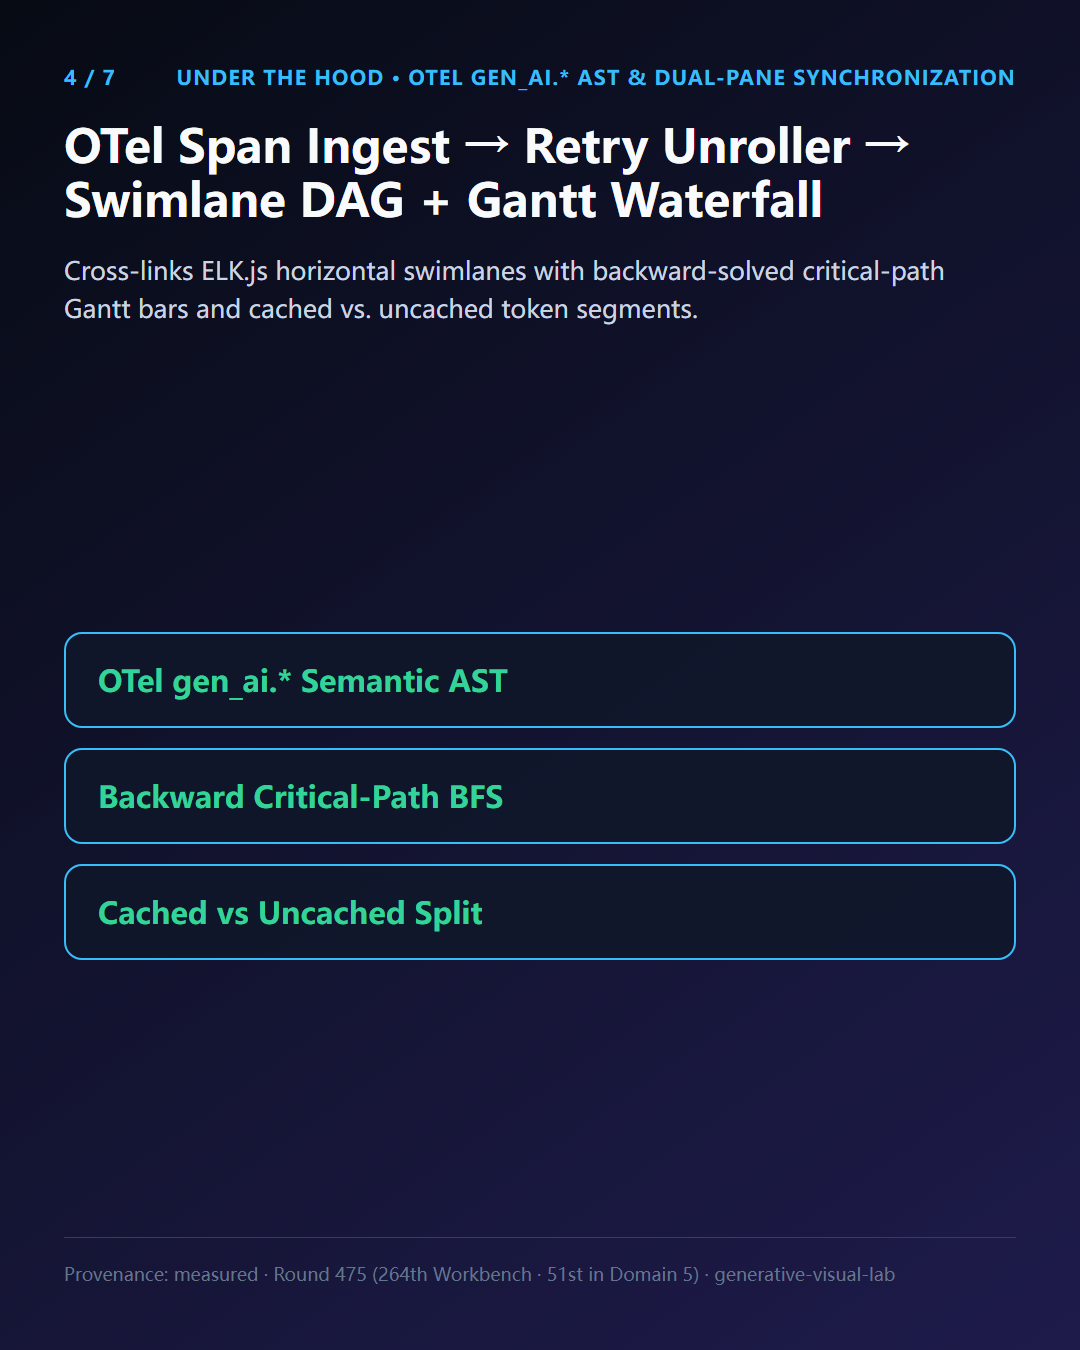 4 / 7 UNDER THE HOOD • OTEL GEN_AI.* AST & DUAL-PANE SYNCHRONIZATION
OTel Span Ingest → Retry Unroller →
Swimlane DAG + Gantt Waterfall
Cross-links ELK.js horizontal swimlanes with backward-solved critical-path
Gantt bars and cached vs. uncached token segments.
OTel gen_ai.* Semantic AST
Backward Critical-Path BFS
Cached vs Uncached Split
Provenance: measured · Round 475 (264th Workbench · 51st in Domain 5) · generative-visual-lab